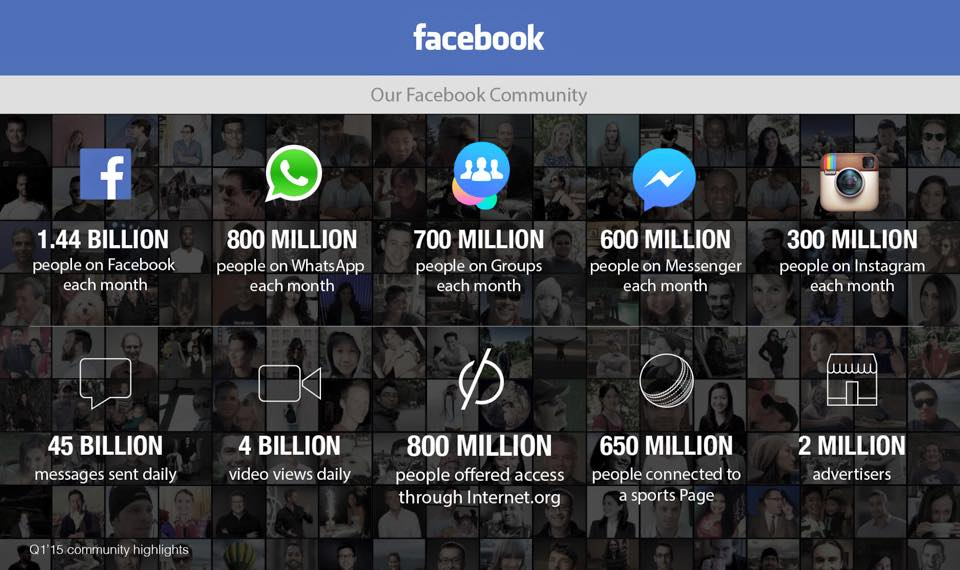 facebook
Our Facebook Community
f
1.44 BILLION
people on Facebook
each month
800 MILLION
people on WhatsApp
each month
700 MILLION
people on Groups
each month
600 MILLION
people on Messenger
each month
300 MILLION
people on Instagram
each month
45 BILLION
messages sent daily
4 BILLION
video views daily
800 MILLION
people offered access
through Internet.org
650 MILLION
people connected to
a sports Page
2 MILLION
advertisers
Q1'15 community highlights